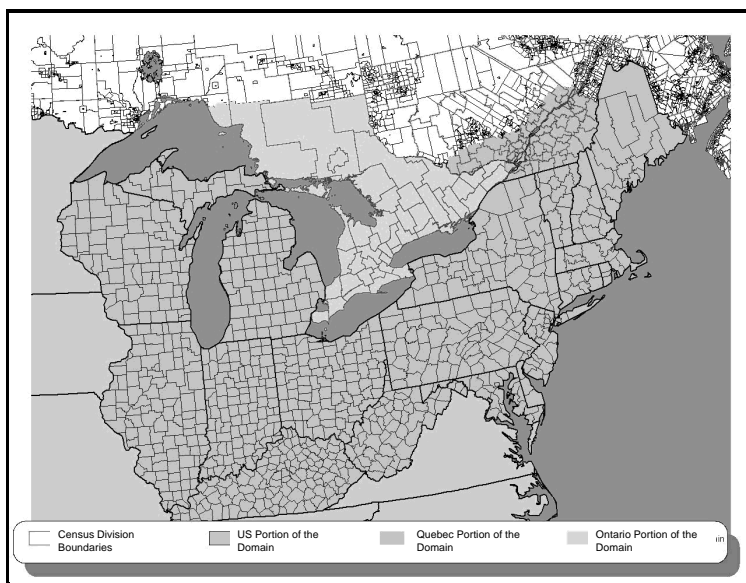 Census Division
Boundaries
US Portion of the
Domain
Quebec Portion of the
Domain
Ontario Portion of the
Domain